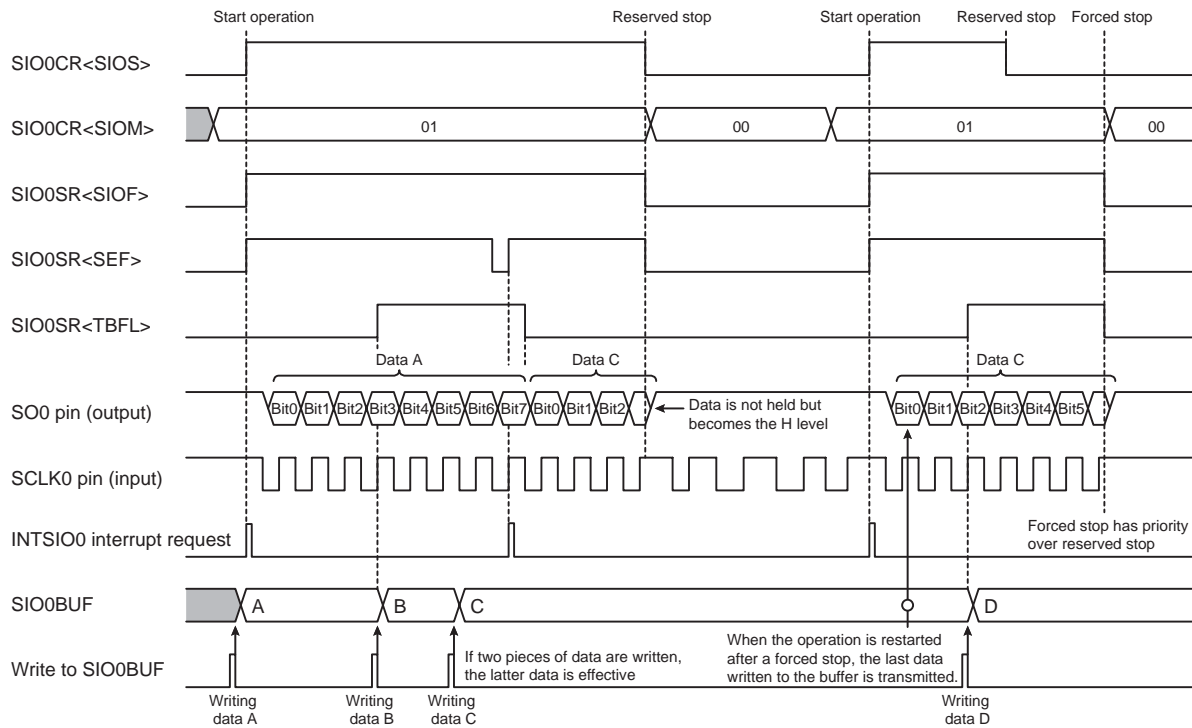 Start operation Reserved stop Start operation Reserved stop Forced stop
SIO0CR<SIOS>
SIO0CR<SIOM> 01 00 01 00
SIO0SR<SIOF>
SIO0SR<SEF>
SIO0SR<TBFL>
Data A Data C Data C
SO0 pin (output) Bit0 Bit1 Bit2 Bit3 Bit4 Bit5 Bit6 Bit7 Bit0 Bit1 Bit2 Bit0 Bit1 Bit2 Bit3 Bit4 Bit5
Data is not held but
becomes the H level
SCLK0 pin (input)
INTSIO0 interrupt request
Forced stop has priority
over reserved stop
SIO0BUF A B C D
Write to SIO0BUF
If two pieces of data are written,
the latter data is effective
When the operation is restarted
after a forced stop, the last data
written to the buffer is transmitted.
Writing
data A
Writing
data B
Writing
data C
Writing
data D